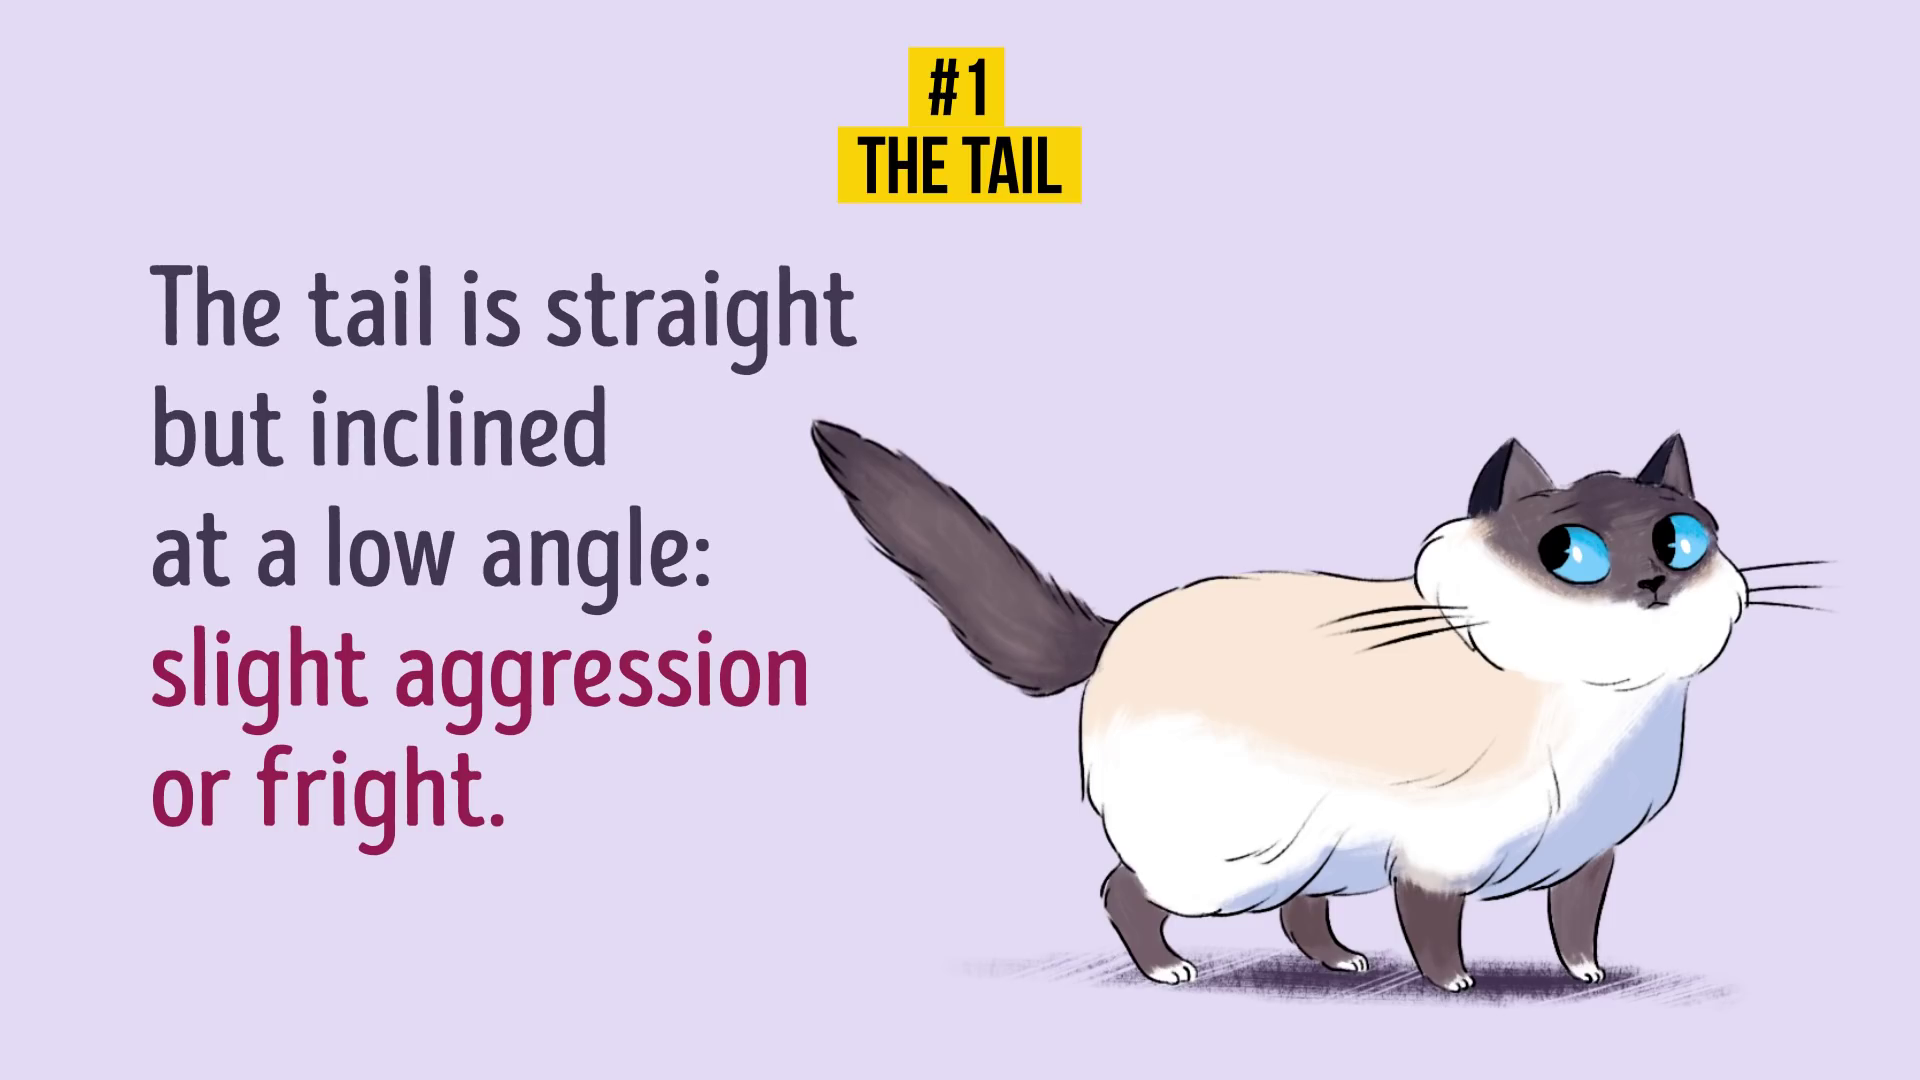 #1
THE TAIL
The tail is straight
but inclined
at a low angle:
slight aggression
or fright.